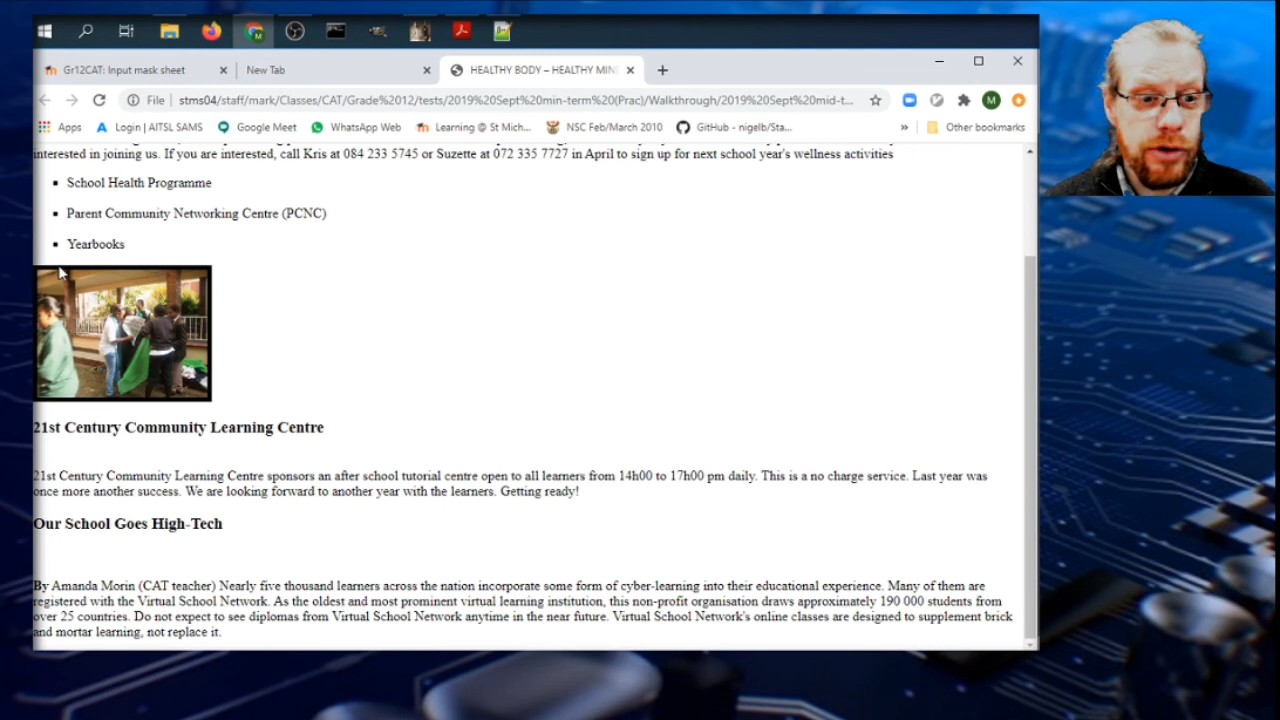 Gr12CAT: Input mask sheet
New Tab
HEALTHY BODY – HEALTHY MIN
File stms04/staff/mark/Classes/CAT/Grade%2012/tests/2019%20Sept%20min-term%20(Prac)/Walkthrough/2019%20Sept%20mid-t...
Apps Login | AITSL SAMS Google Meet WhatsApp Web Learning @ St Mich... NSC Feb/March 2010 GitHub - nigelb/Sta... » Other bookmarks
interested in joining us. If you are interested, call Kris at 084 233 5745 or Suzette at 072 335 7727 in April to sign up for next school year's wellness activities
School Health Programme
Parent Community Networking Centre (PCNC)
Yearbooks
21st Century Community Learning Centre
21st Century Community Learning Centre sponsors an after school tutorial centre open to all learners from 14h00 to 17h00 pm daily. This is a no charge service. Last year was
once more another success. We are looking forward to another year with the learners. Getting ready!
Our School Goes High-Tech
By Amanda Morin (CAT teacher) Nearly five thousand learners across the nation incorporate some form of cyber-learning into their educational experience. Many of them are
registered with the Virtual School Network. As the oldest and most prominent virtual learning institution, this non-profit organisation draws approximately 190 000 students from
over 25 countries. Do not expect to see diplomas from Virtual School Network anytime in the near future. Virtual School Network's online classes are designed to supplement brick
and mortar learning, not replace it.